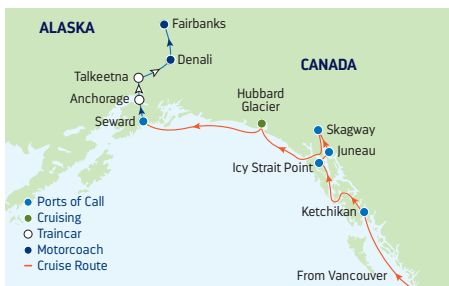 Fairbanks
ALASKA
Denali
CANADA
Talkeetna
Hubbard
Glacier
Anchorage
Seward
Skagway
Juneau
Icy Strait Point
Ports of Call
Cruising
Ketchikan
Traincar
Motorcoach
Cruise Route
From Vancouver